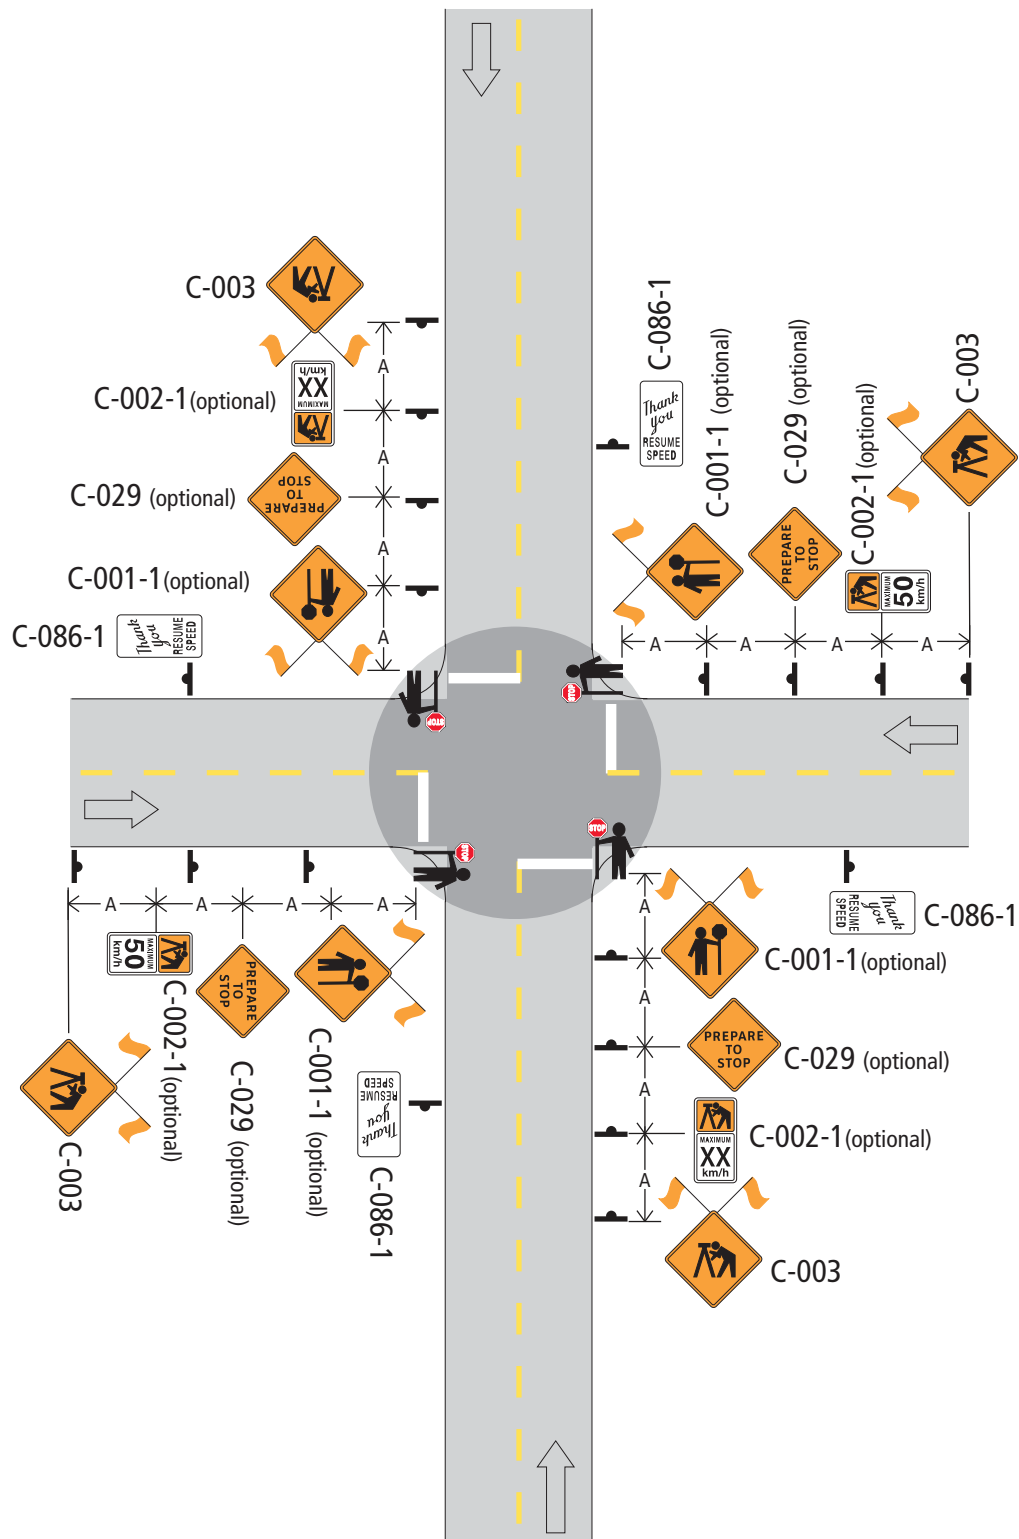 C-003
A
MAXIMUM
XX
km/h
C-002-1 (optional)
A
PREPARE
TO
STOP
C-029 (optional)
A
C-001-1 (optional)
A
C-086-1
Thank
you
RESUME
SPEED
STOP
C-086-1
Thank
you
RESUME
SPEED
C-001-1 (optional)
C-029 (optional)
PREPARE
TO
STOP
C-002-1 (optional)
MAXIMUM
50
km/h
C-003
A
A
A
A
STOP
STOP
STOP
A
A
A
A
MAXIMUM
50
km/h
C-002-1 (optional)
PREPARE
TO
STOP
C-029 (optional)
C-001-1 (optional)
C-003
Thank
you
RESUME
SPEED
C-086-1
Thank
you
RESUME
SPEED
C-086-1
A
C-001-1 (optional)
A
PREPARE
TO
STOP
C-029 (optional)
A
MAXIMUM
XX
km/h
C-002-1 (optional)
A
C-003